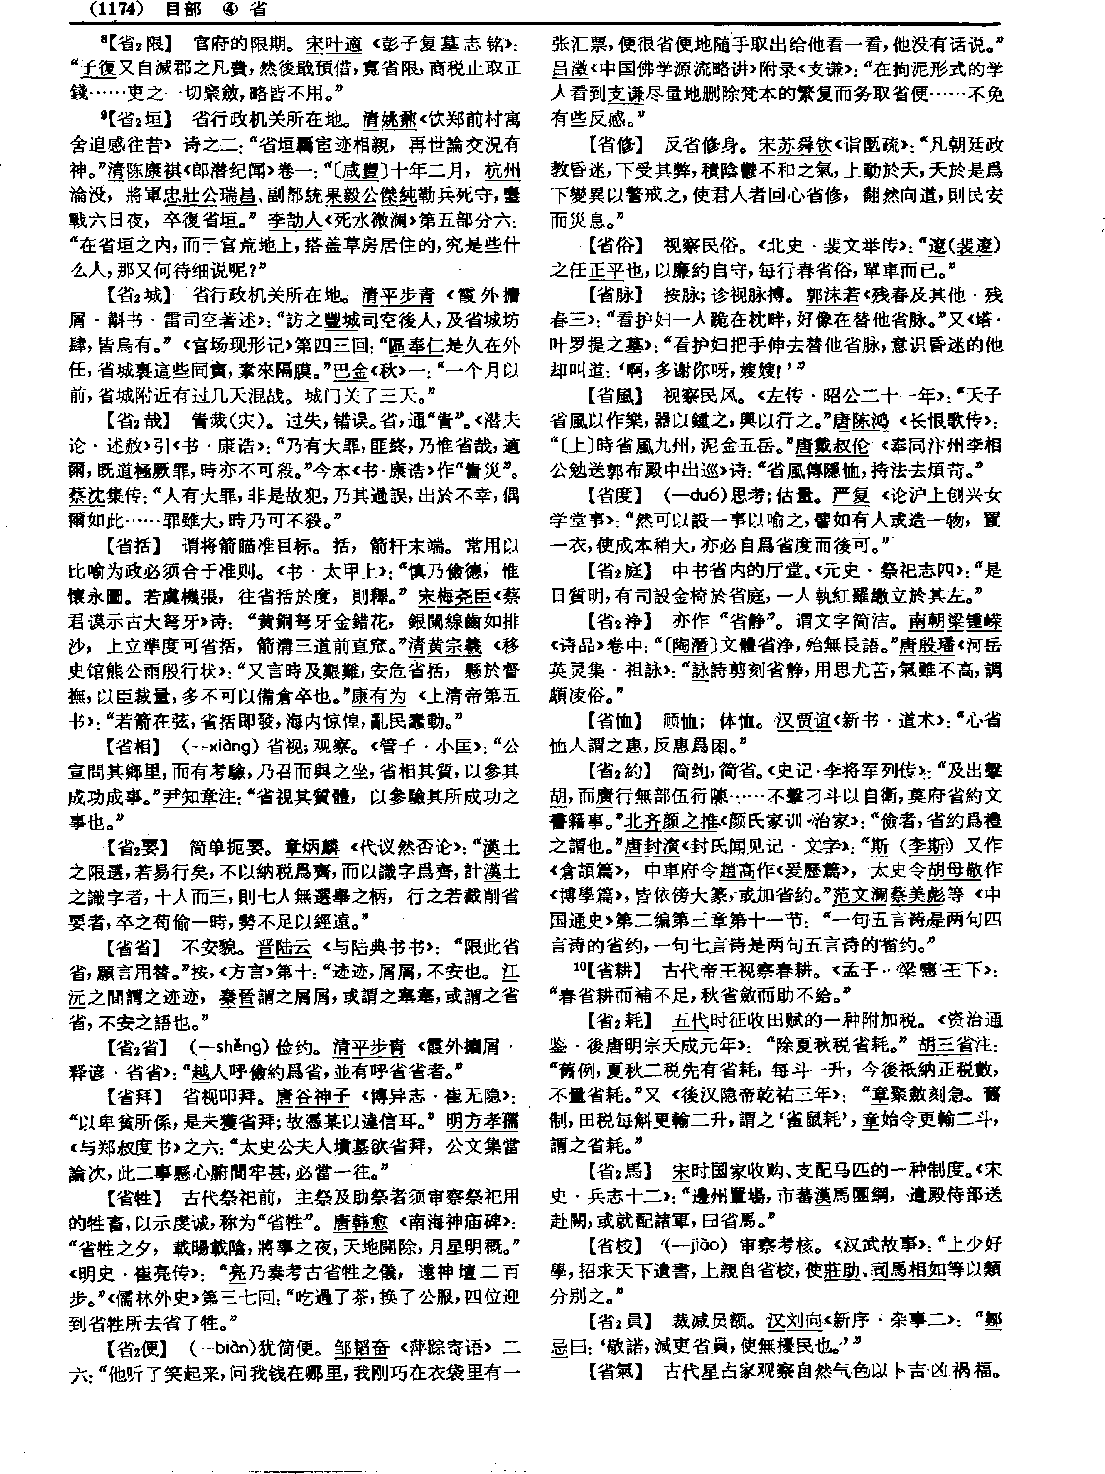 (1174) 目部 ④ 省
⁸【省₂限】 官府的限期。宋叶適《彭子复墓志铭》：
“子復又自減郡之凡費，然後戢預借，寬省限，商税止取正
錢……吏之一切裒斂，略皆不用。”
⁹【省₂垣】 省行政机关所在地。清姚鼐《饮郑前村寓
舍追感往昔》诗之二：“省垣羈宦迹相親，再世論交況有
神。”清陈康祺《郎潜纪闻》卷一：“〔咸豐〕十年二月，杭州
淪没，將軍忠壯公瑞昌、副都統果毅公傑純勒兵死守，鏖
戰六日夜，卒復省垣。”李劼人《死水微澜》第五部分六：
“在省垣之内，而于官荒地上，搭盖草房居住的，究是些什
么人，那又何待细说呢？”
【省₂城】 省行政机关所在地。清平步青《霞外攟
屑·斠书·雷司空著述》：“訪之豐城司空後人，及省城坊
肆，皆烏有。”《官场现形记》第四三回：“區奉仁是久在外
任，省城裏這些同寅，素來隔膜。”巴金《秋》一：“一个月以
前，省城附近有过几天混战。城门关了三天。”
【省₂哉】 眚烖(灾)。过失，错误。省，通“眚”。《潜夫
论·述赦》引《书·康诰》：“乃有大罪，匪終，乃惟省哉，適
爾，既道極厥罪，時亦不可殺。”今本《书·康诰》作“眚災”。
蔡沈集传：“人有大罪，非是故犯，乃其過誤，出於不幸，偶
爾如此……罪雖大，時乃可不殺。”
【省括】 谓将箭瞄准目标。括，箭杆末端。常用以
比喻为政必须合于准则。《书·太甲上》：“慎乃儉德，惟
懷永圖。若虞機張，往省括於度，則釋。”宋梅尧臣《蔡
君谟示古大弩牙》诗：“黄銅弩牙金錯花，銀闌線齒如排
沙，上立準度可省括，箭溝三道前直窊。”清黄宗羲《移
史馆熊公雨殷行状》：“又言時及艱難，安危省括，懸於督
撫，以臣裁量，多不可以備倉卒也。”康有为《上清帝第五
书》：“若箭在弦，省括即發，海内惊惶，亂民蠢動。”
【省相】 (—xiàng)省视；观察。《管子·小匡》：“公
宣問其鄉里，而有考驗，乃召而與之坐，省相其質，以參其
成功成事。”尹知章注：“省視其質體，以參驗其所成功之
事也。”
【省₂要】 简单扼要。章炳麟《代议然否论》：“漢土
之限選，若易行矣，不以納税爲齊，而以識字爲齊，計漢土
之識字者，十人而三，則七人無選舉之柄，行之若截削省
要者，卒之苟偷一時，勢不足以經遠。”
【省省】 不安貌。晋陆云《与陆典书书》：“限此省
省，願言用替。”按，《方言》第十：“迹迹，屑屑，不安也。江
沅之間謂之迹迹，秦晉謂之屑屑，或謂之塞塞，或謂之省
省，不安之語也。”
【省₂省】 (—shěng)俭约。清平步青《霞外攟屑·
释谚·省省》：“越人呼儉約爲省，並有呼省省者。”
【省拜】 省视叩拜。唐谷神子《博异志·崔无隐》：
“以卑貧所係，是未獲省拜；故憑某以達信耳。”明方孝孺
《与郑叔度书》之六：“太史公夫人墳墓欲省拜，公文集當
論次，此二事懸心腑間牢甚，必當一往。”
【省牲】 古代祭祀前，主祭及助祭者须审察祭祀用
的牲畜，以示虔诚，称为“省牲”。唐韩愈《南海神庙碑》：
“省牲之夕，載暘載陰，將事之夜，天地開除，月星明穊。”
《明史·崔亮传》：“亮乃奏考古省牲之儀，遠神壇二百
步。”《儒林外史》第三七回：“吃過了茶，换了公服，四位迎
到省牲所去省了牲。”
【省₂便】 (—biàn)犹简便。邹韬奋《萍踪寄语》二
六：“他听了笑起来，问我钱在哪里，我刚巧在衣袋里有一
张汇票，便很省便地随手取出给他看一看，他没有话说。”
吕澂《中国佛学源流略讲》附录《支谦》：“在拘泥形式的学
人看到支谦尽量地删除梵本的繁复而务取省便……不免
有些反感。”
【省修】 反省修身。宋苏舜钦《诣匦疏》：“凡朝廷政
教昏迷，下受其弊，積陰鬱不和之氣，上動於天，天於是爲
下變異以警戒之，使君人者回心省修，翻然向道，則民安
而災息。”
【省俗】 视察民俗。《北史·裴文举传》：“邃(裴邃)
之任正平也，以廉約自守，每行春省俗，單車而已。”
【省脉】 按脉；诊视脉搏。郭沫若《残春及其他·残
春三》：“看护妇一人跪在枕畔，好像在替他省脉。”又《塔·
叶罗提之墓》：“看护妇把手伸去替他省脉，意识昏迷的他
却叫道：‘啊，多谢你呀，嫂嫂！’”
【省風】 视察民风。《左传·昭公二十一年》：“天子
省風以作樂，器以鍾之，輿以行之。”唐陈鸿《长恨歌传》：
“〔上〕時省風九州，泥金五岳。”唐戴叔伦《奉同汴州李相
公勉送郭布殿中出巡》诗：“省風傳隱恤，持法去煩苛。”
【省度】 (—duó)思考；估量。严复《论沪上创兴女
学堂事》：“然可以設一事以喻之，譬如有人或造一物，置
一衣，使成本稍大，亦必自爲省度而後可。”
【省₂庭】 中书省内的厅堂。《元史·祭祀志四》：“是
日質明，有司設金椅於省庭，一人執紅羅繖立於其左。”
【省₂浄】 亦作“省静”。谓文字简洁。南朝梁锺嵘
《诗品》卷中：“〔陶潛〕文體省浄，殆無長語。”唐殷璠《河岳
英灵集·祖詠》：“詠詩剪刻省静，用思尤苦，氣雖不高，調
頗凌俗。”
【省恤】 顾恤；体恤。汉贾谊《新书·道术》：“心省
恤人謂之惠，反惠爲困。”
【省₂約】 简约，简省。《史记·李将军列传》：“及出擊
胡，而廣行無部伍行陳……不擊刁斗以自衛，莫府省約文
書籍事。”北齐颜之推《颜氏家训·治家》：“儉者，省約爲禮
之謂也。”唐封演《封氏闻见记·文字》：“斯(李斯)又作
《倉頡篇》，中車府令趙高作《爰歷篇》，太史令胡母敬作
《博學篇》，皆依傍大篆，或加省約。”范文澜蔡美彪等《中
国通史》第二编第三章第十一节：“一句五言诗是两句四
言诗的省约，一句七言诗是两句五言诗的省约。”
¹⁰【省耕】 古代帝王视察春耕。《孟子·梁惠王下》：
“春省耕而補不足，秋省斂而助不給。”
【省₂耗】 五代时征收田赋的一种附加税。《资治通
鉴·後唐明宗天成元年》：“除夏秋税省耗。”胡三省注：
“舊例，夏秋二税先有省耗，每斗一升，今後祇納正税數，
不量省耗。”又《後汉隐帝乾祐三年》：“章聚斂刻急。舊
制，田税每斛更輸二升，謂之‘雀鼠耗’，章始令更輸二斗，
謂之省耗。”
【省₂馬】 宋时国家收购、支配马匹的一种制度。《宋
史·兵志十二》：“邊州置場，市蕃漢馬團綱，遣殿侍部送
赴闕，或就配諸軍，曰省馬。”
【省校】 (—jiào)审察考核。《汉武故事》：“上少好
學，招求天下遺書，上親自省校，使莊助、司馬相如等以類
分别之。”
【省₂員】 裁减员额。汉刘向《新序·杂事二》：“鄒
忌曰：‘敬諾，減吏省員，使無擾民也。’”
【省氣】 古代星占家观察自然气色以卜吉凶祸福。